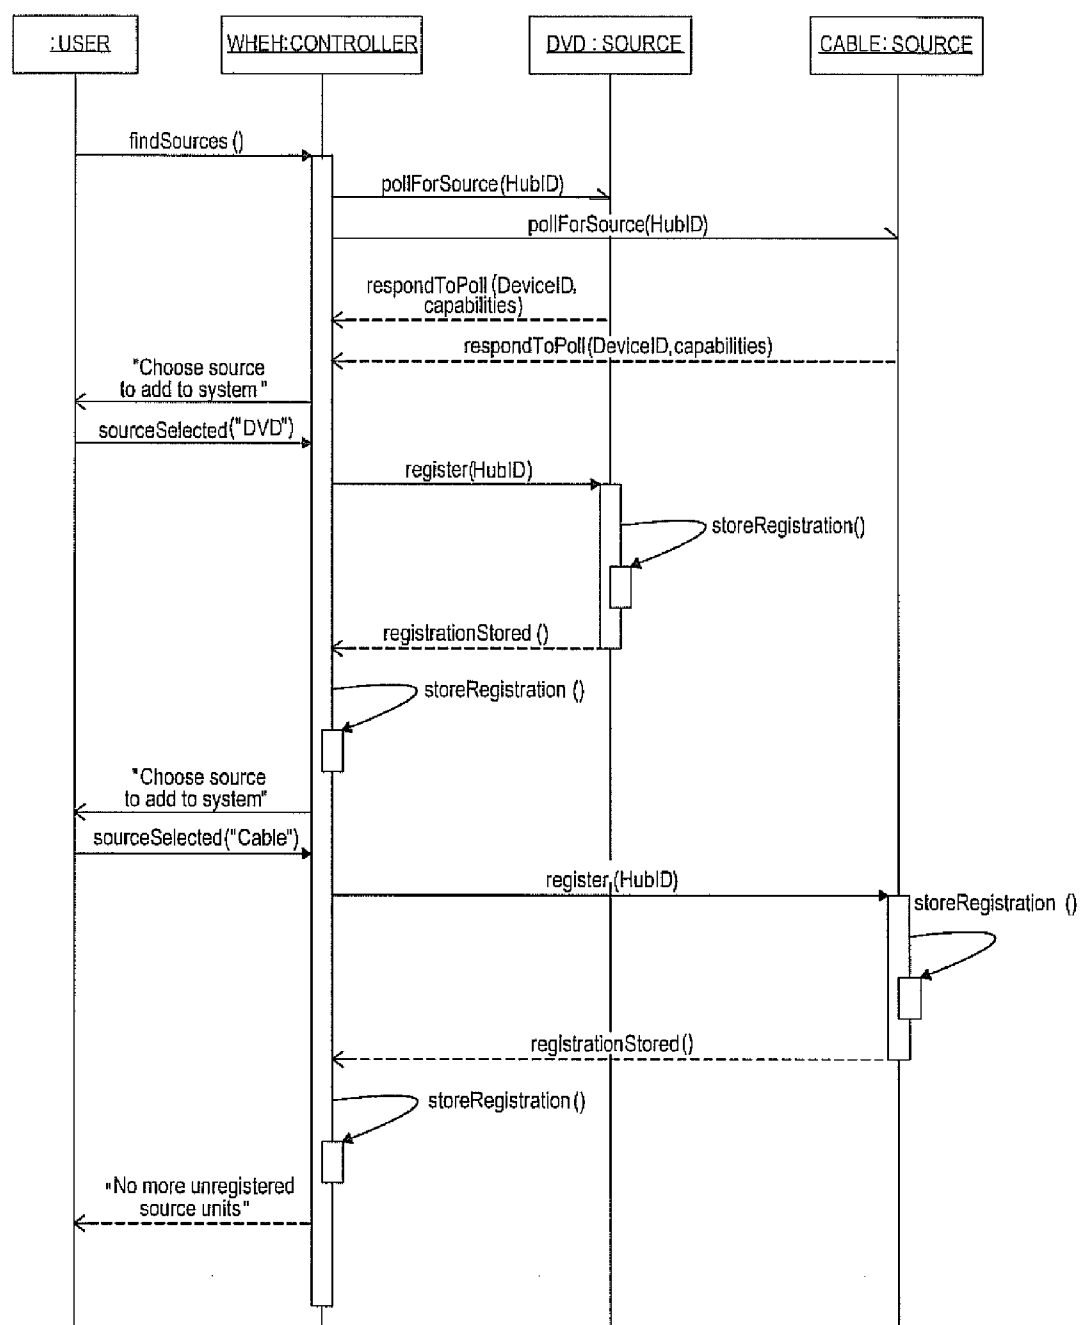 :USER
WHEH:CONTROLLER
DVD : SOURCE
CABLE: SOURCE
findSources ()
pollForSource(HubID)
pollForSource(HubID)
respondToPoll (DeviceID,
capabilities)
respondToPoll(DeviceID,capabilities)
"Choose source
to add to system "
sourceSelected("DVD")
register(HubID)
storeRegistration()
registrationStored ()
storeRegistration ()
"Choose source
to add to system"
sourceSelected("Cable")
register (HubID)
storeRegistration ()
registrationStored()
storeRegistration ()
"No more unregistered
source units"